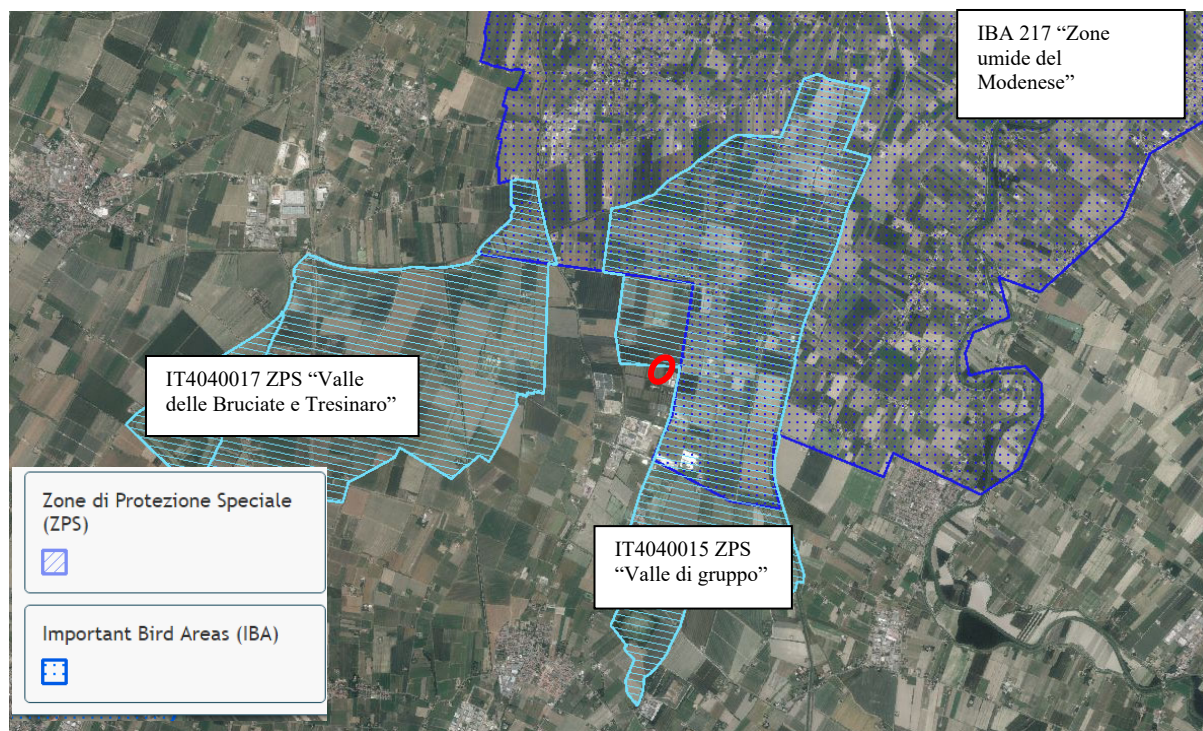 IBA 217 “Zone
umide del
Modenese”
IT4040017 ZPS “Valle
delle Bruciate e Tresinaro”
Zone di Protezione Speciale
(ZPS)
IT4040015 ZPS
“Valle di gruppo”
Important Bird Areas (IBA)